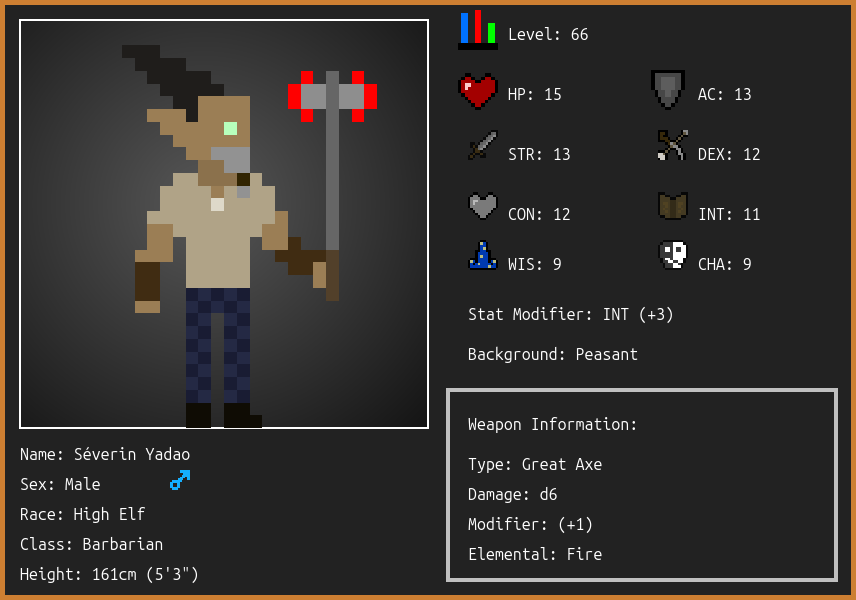 Level: 66
HP: 15
AC: 13
STR: 13
DEX: 12
CON: 12
INT: 11
WIS: 9
CHA: 9
Stat Modifier: INT (+3)
Background: Peasant
Weapon Information:
Type: Great Axe
Damage: d6
Modifier: (+1)
Elemental: Fire
Name: Séverin Yadao
Sex: Male
Race: High Elf
Class: Barbarian
Height: 161cm (5'3")